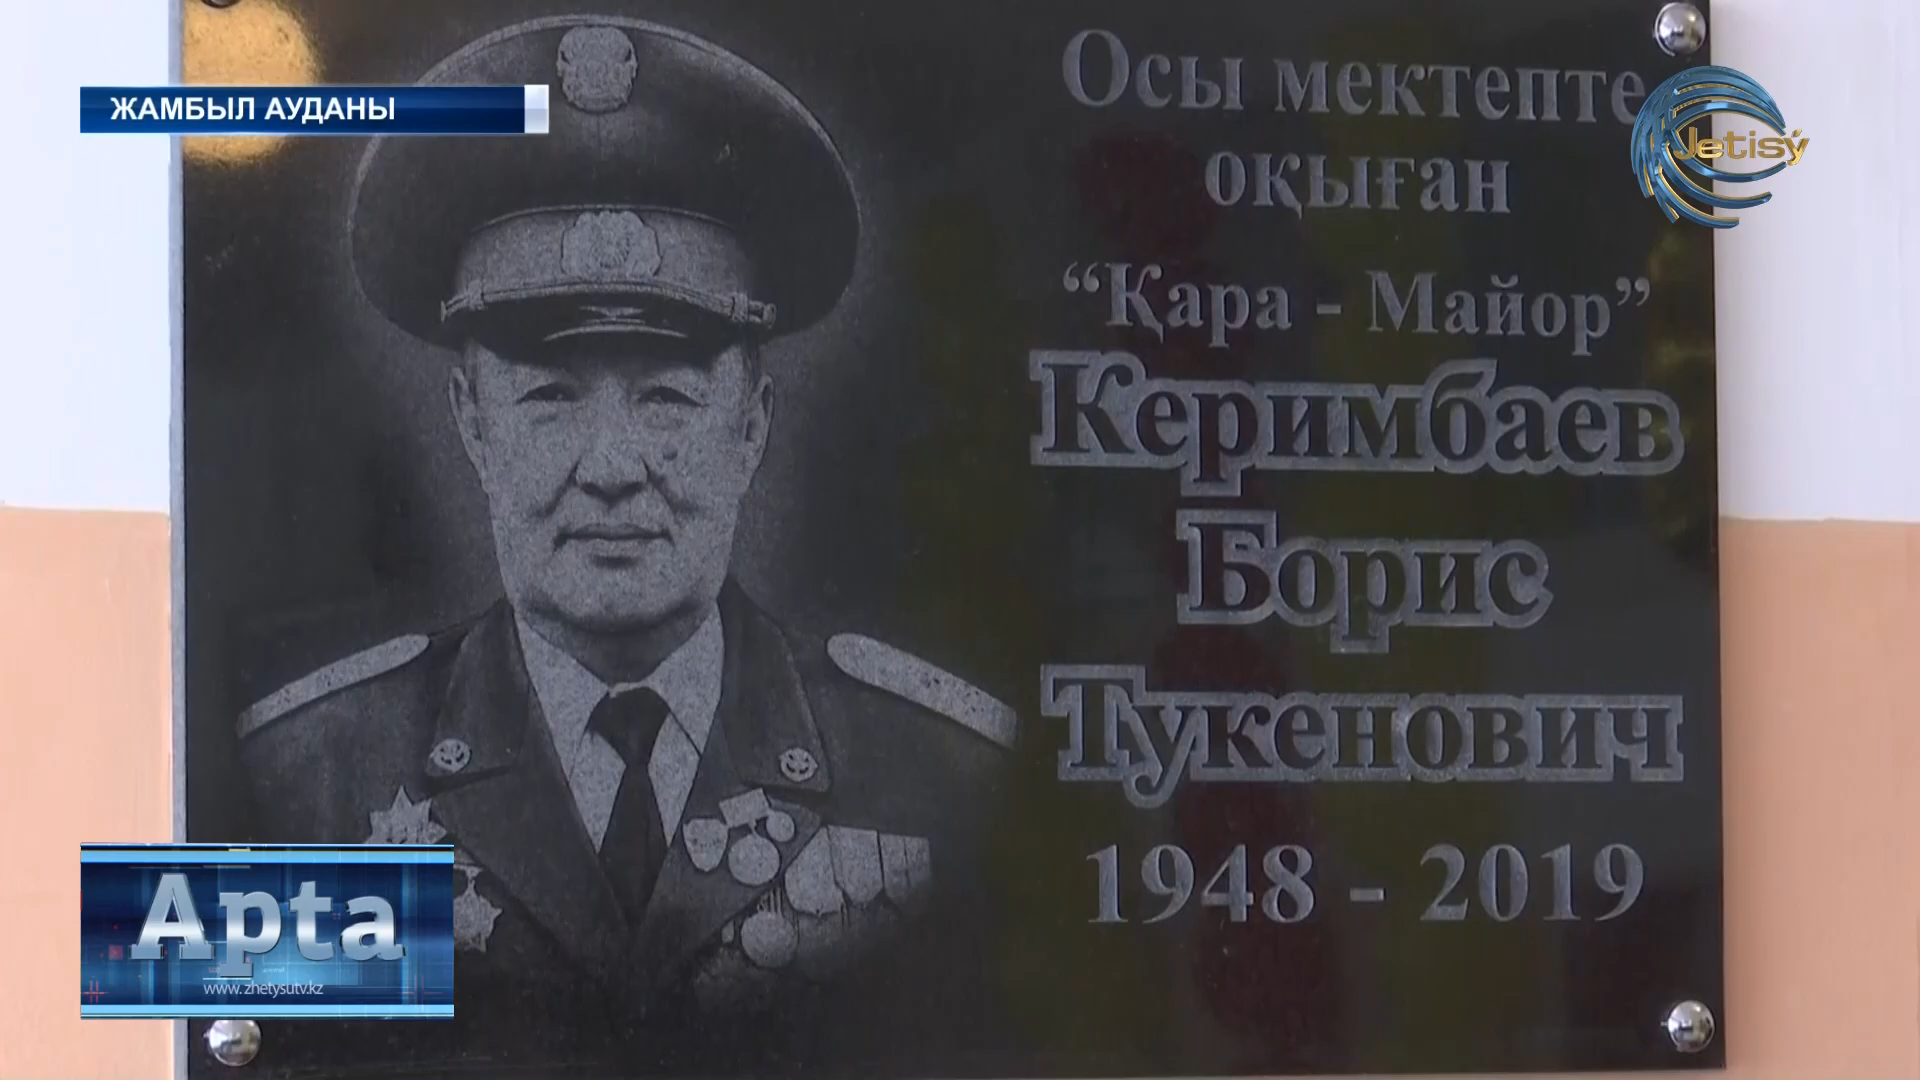 ЖАМБЫЛ АУДАНЫ
Jetisý
Осы мектепте
оқыған
“Қара - Майор”
Керимбаев
Борис
Тукенович
1948 - 2019
Apta
www.zhetysutv.kz